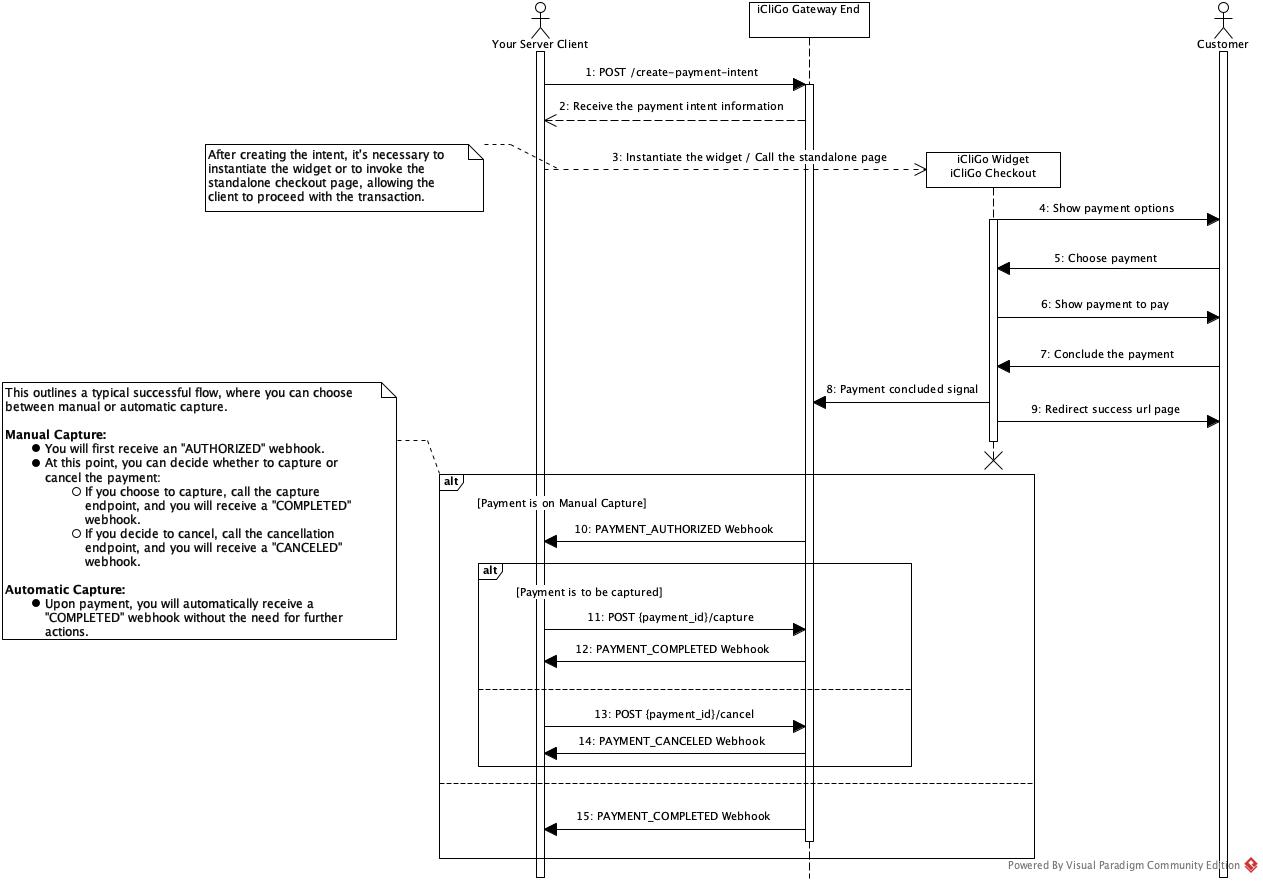 iCliGo Gateway End
Your Server Client
Customer
1: POST /create-payment-intent
2: Receive the payment intent information
After creating the intent, it's necessary to
instantiate the widget or to invoke the
standalone checkout page, allowing the
client to proceed with the transaction.
3: Instantiate the widget / Call the standalone page
iCliGo Widget
iCliGo Checkout
4: Show payment options
5: Choose payment
6: Show payment to pay
7: Conclude the payment
8: Payment concluded signal
9: Redirect success url page
This outlines a typical successful flow, where you can choose
between manual or automatic capture.
Manual Capture:
You will first receive an "AUTHORIZED" webhook.
At this point, you can decide whether to capture or
cancel the payment:
If you choose to capture, call the capture
endpoint, and you will receive a "COMPLETED"
webhook.
If you decide to cancel, call the cancellation
endpoint, and you will receive a "CANCELED"
webhook.
Automatic Capture:
Upon payment, you will automatically receive a
"COMPLETED" webhook without the need for further
actions.
alt
[Payment is on Manual Capture]
10: PAYMENT_AUTHORIZED Webhook
alt
[Payment is to be captured]
11: POST {payment_id}/capture
12: PAYMENT_COMPLETED Webhook
13: POST {payment_id}/cancel
14: PAYMENT_CANCELED Webhook
15: PAYMENT_COMPLETED Webhook
Powered By Visual Paradigm Community Edition